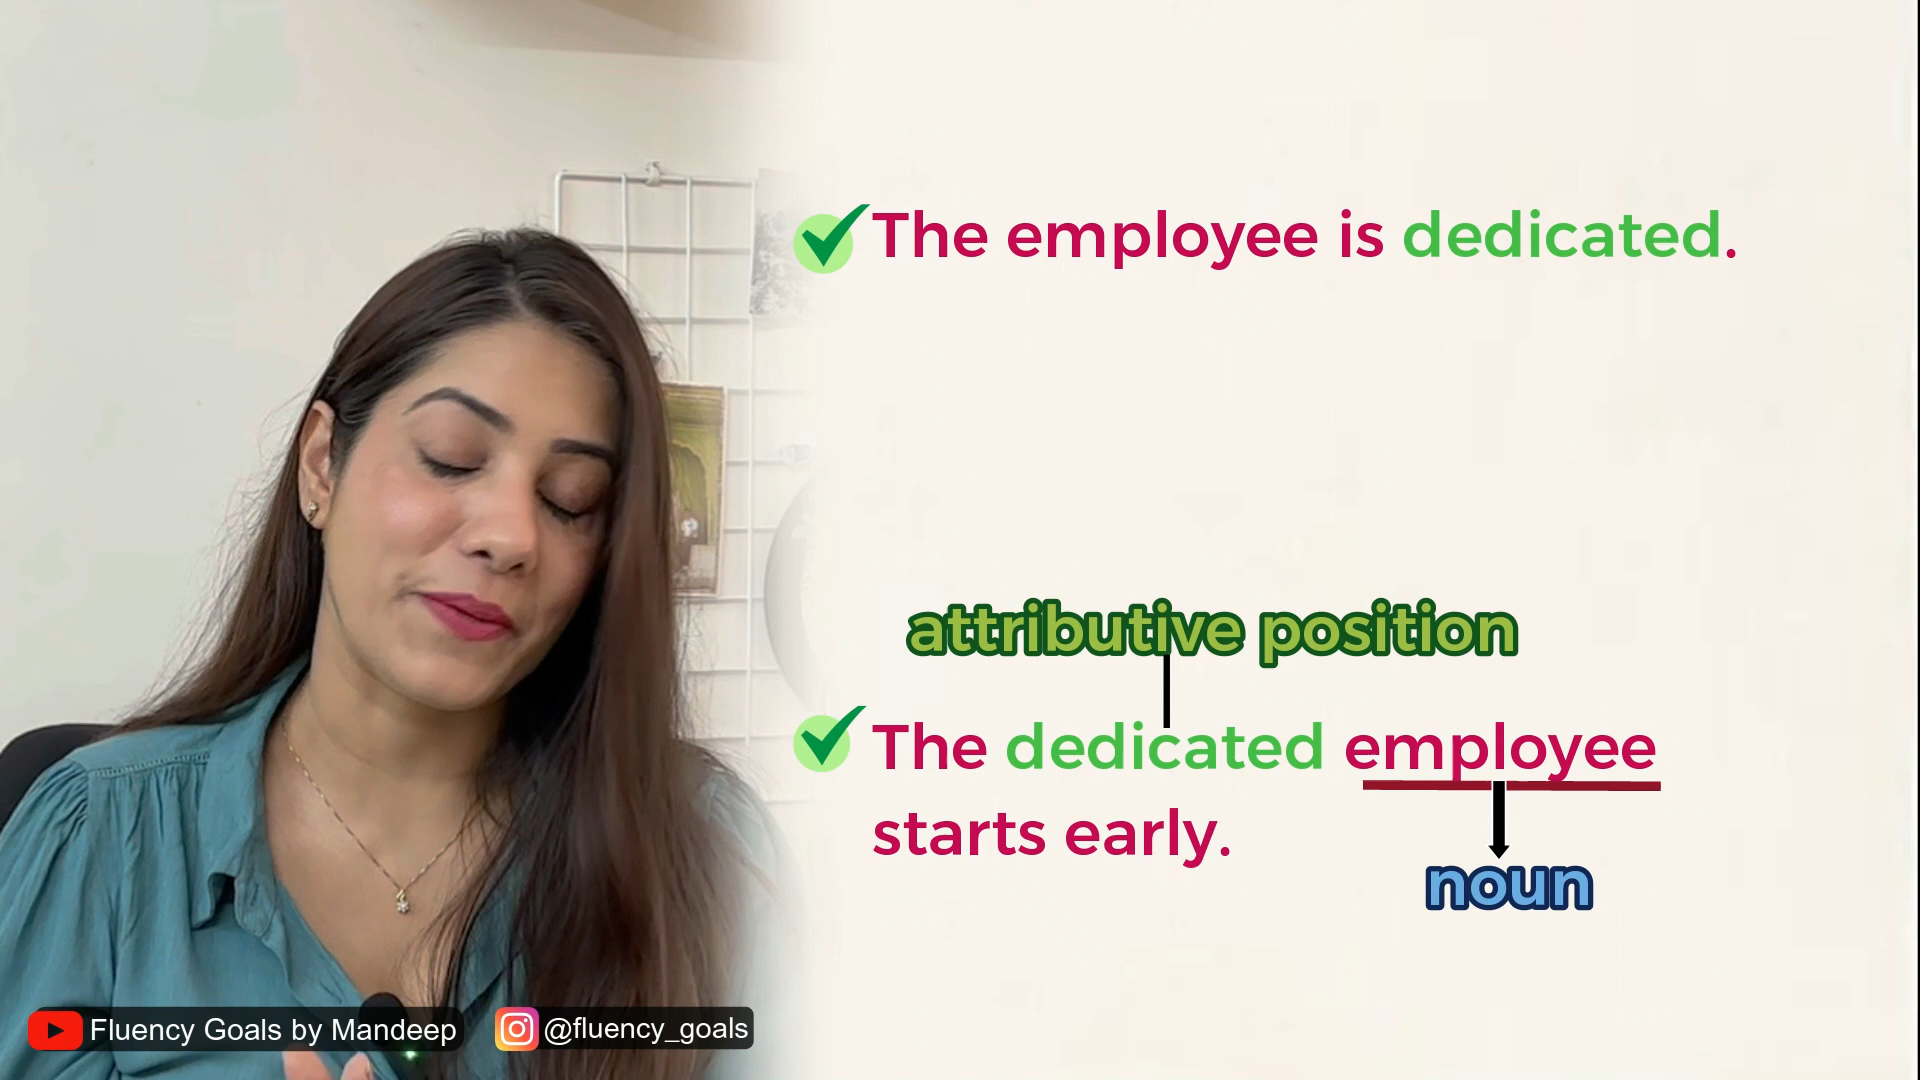 The employee is dedicated.
attributive position
The dedicated employee
starts early.
noun
Fluency Goals by Mandeep
@fluency_goals